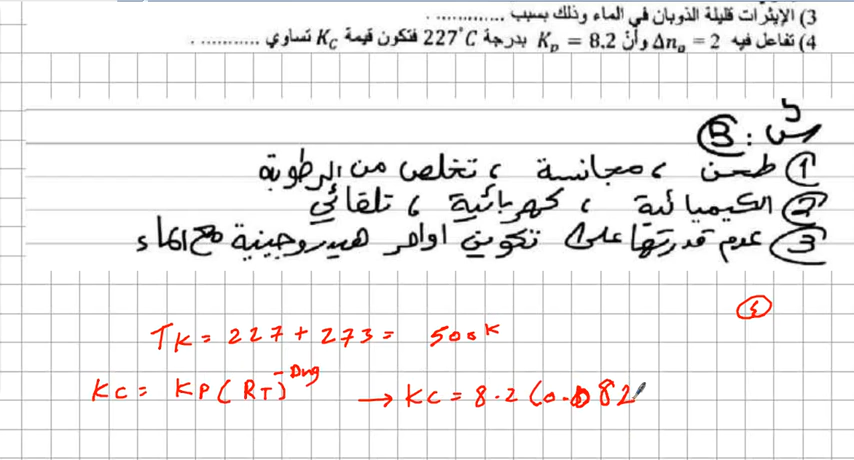 3) الإيثرات قليلة الذوبان في الماء وذلك بسبب ............. .
4) تفاعل فيه Δn_g = 2 وأن K_p = 8.2 بدرجة 227°C فتكون قيمة K_C تساوي ........... .
B :
① طحن ، مجانسة ، تخلص من الرطوبة
② الكيميائية ، كهربائية ، تلقائي
③ عدم قدرتها على تكوين اواصر هيدروجينية مع الماء
④
TK = 227 + 273 = 500K
KC = KP (RT)^-Dng → KC = 8.2 (0.082